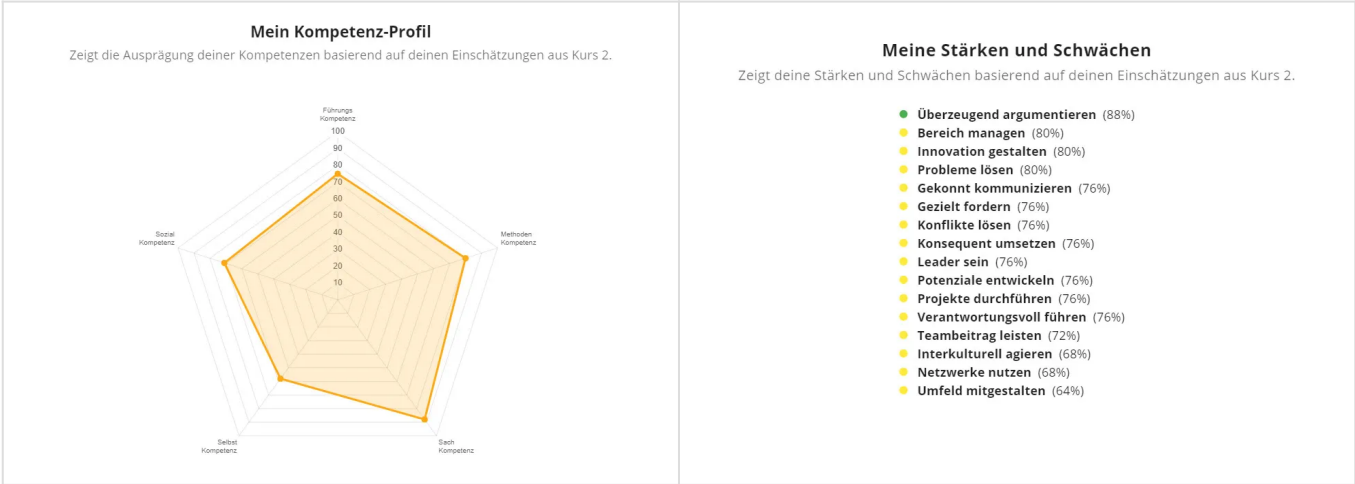 Mein Kompetenz-Profil
Zeigt die Ausprägung deiner Kompetenzen basierend auf deinen Einschätzungen aus Kurs 2.
Führungs
Kompetenz
100
90
80
70
60
50
40
30
20
10
Methoden
Kompetenz
Sach
Kompetenz
Selbst
Kompetenz
Sozial
Kompetenz
Meine Stärken und Schwächen
Zeigt deine Stärken und Schwächen basierend auf deinen Einschätzungen aus Kurs 2.
Überzeugend argumentieren (88%)
Bereich managen (80%)
Innovation gestalten (80%)
Probleme lösen (80%)
Gekonnt kommunizieren (76%)
Gezielt fordern (76%)
Konflikte lösen (76%)
Konsequent umsetzen (76%)
Leader sein (76%)
Potenziale entwickeln (76%)
Projekte durchführen (76%)
Verantwortungsvoll führen (76%)
Teambeitrag leisten (72%)
Interkulturell agieren (68%)
Netzwerke nutzen (68%)
Umfeld mitgestalten (64%)